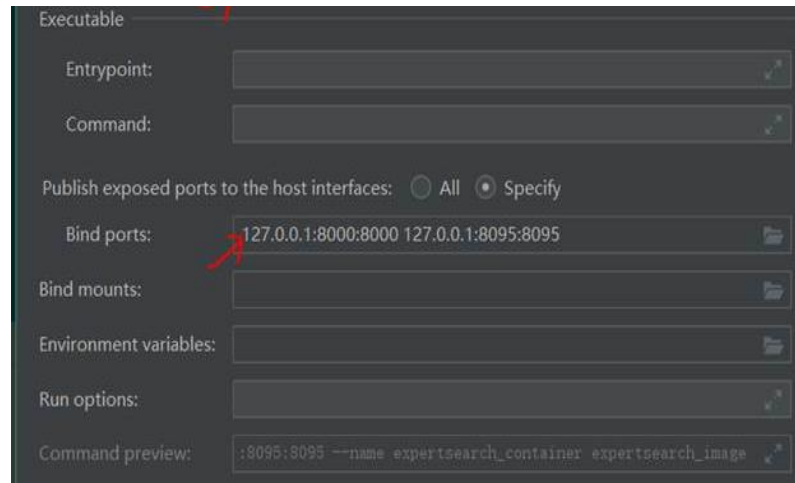 Executable
Entrypoint:
Command:
Publish exposed ports to the host interfaces: All Specify
Bind ports: 127.0.0.1:8000:8000 127.0.0.1:8095:8095
Bind mounts:
Environment variables:
Run options:
Command preview: :8095:8095 --name expertsearch_container expertsearch_image